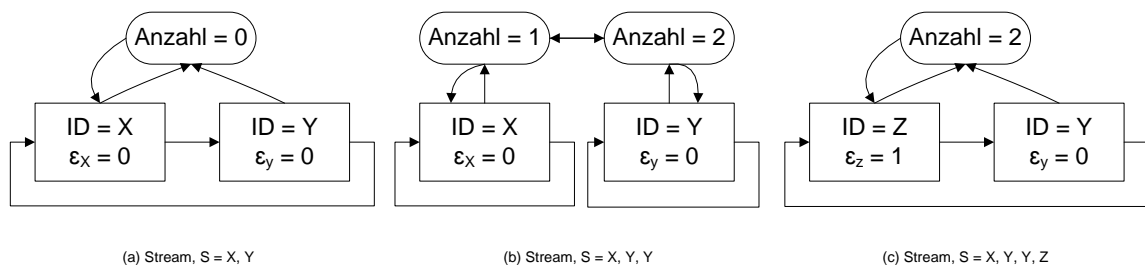 Anzahl = 0
ID = X
εX = 0
ID = Y
εy = 0
(a) Stream, S = X, Y
Anzahl = 1
Anzahl = 2
ID = X
εX = 0
ID = Y
εy = 0
(b) Stream, S = X, Y, Y
Anzahl = 2
ID = Z
εz = 1
ID = Y
εy = 0
(c) Stream, S = X, Y, Y, Z